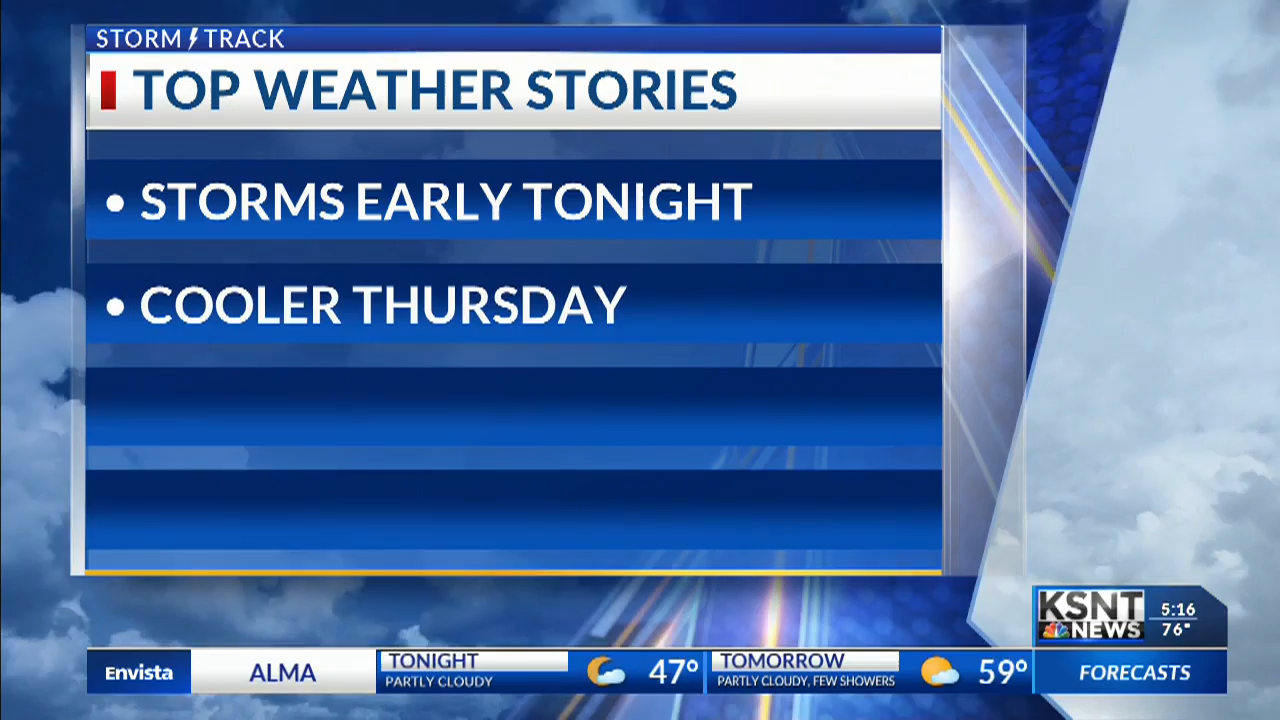 STORM TRACK
TOP WEATHER STORIES
• STORMS EARLY TONIGHT
• COOLER THURSDAY
KSNT
NEWS
5:16
76°
Envista
ALMA
TONIGHT
PARTLY CLOUDY
47°
TOMORROW
PARTLY CLOUDY, FEW SHOWERS
59°
FORECASTS